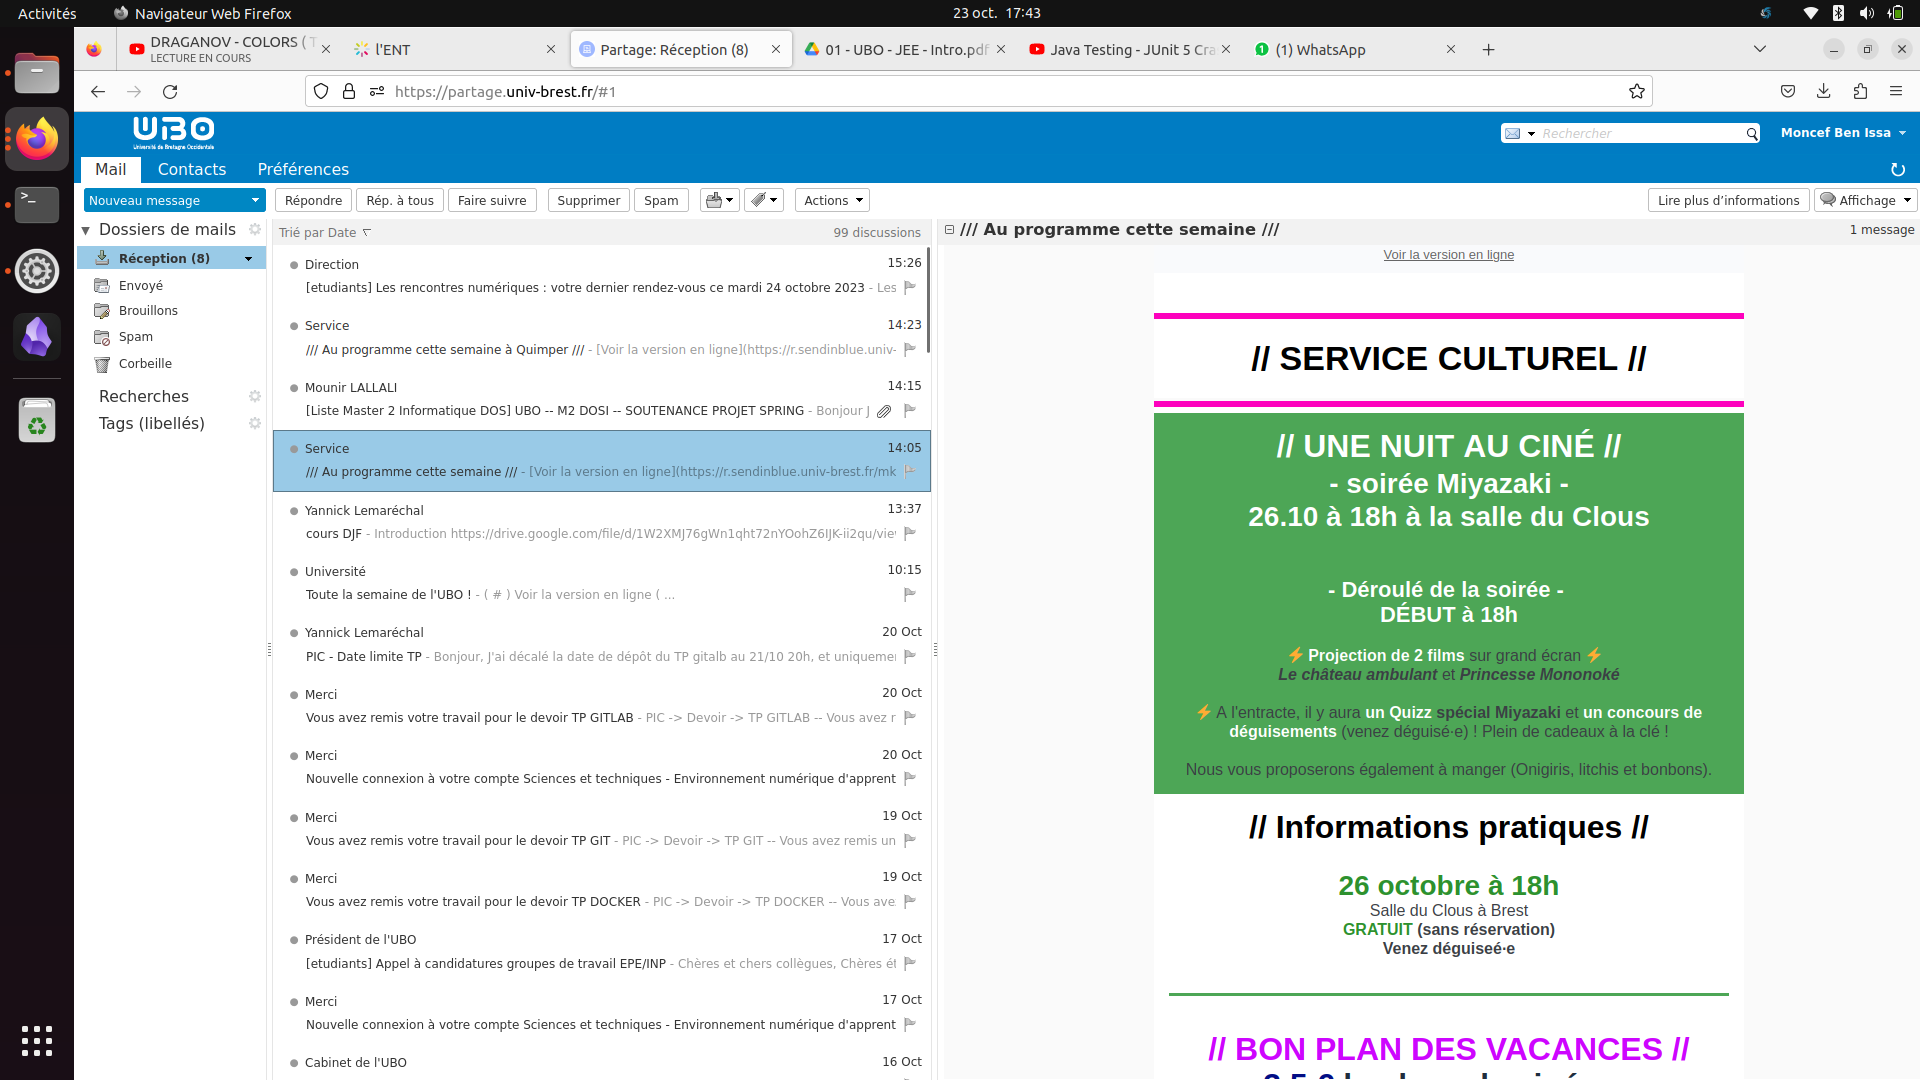 Activités
Navigateur Web Firefox
23 oct. 17:43
DRAGANOV - COLORS ( T
LECTURE EN COURS
l'ENT
Partage: Réception (8)
01 - UBO - JEE - Intro.pdf
Java Testing - JUnit 5 Cra
(1) WhatsApp
https://partage.univ-brest.fr/#1
UBO
Université de Bretagne Occidentale
Rechercher
Moncef Ben Issa
Mail
Contacts
Préférences
Nouveau message
Répondre
Rép. à tous
Faire suivre
Supprimer
Spam
Actions
Lire plus d'informations
Affichage
Dossiers de mails
Réception (8)
Envoyé
Brouillons
Spam
Corbeille
Recherches
Tags (libellés)
Trié par Date
99 discussions
Direction 15:26
[etudiants] Les rencontres numériques : votre dernier rendez-vous ce mardi 24 octobre 2023 - Les
Service 14:23
/// Au programme cette semaine à Quimper /// - [Voir la version en ligne](https://r.sendinblue.univ-
Mounir LALLALI 14:15
[Liste Master 2 Informatique DOS] UBO -- M2 DOSI -- SOUTENANCE PROJET SPRING - Bonjour J
Service 14:05
/// Au programme cette semaine /// - [Voir la version en ligne](https://r.sendinblue.univ-brest.fr/mk
Yannick Lemaréchal 13:37
cours DJF - Introduction https://drive.google.com/file/d/1W2XMJ76gWn1qht72nYOohZ6IJK-ii2qu/vie
Université 10:15
Toute la semaine de l'UBO ! - ( # ) Voir la version en ligne ( ...
Yannick Lemaréchal 20 Oct
PIC - Date limite TP - Bonjour, J'ai décalé la date de dépôt du TP gitalb au 21/10 20h, et uniquemer
Merci 20 Oct
Vous avez remis votre travail pour le devoir TP GITLAB - PIC -> Devoir -> TP GITLAB -- Vous avez r
Merci 20 Oct
Nouvelle connexion à votre compte Sciences et techniques - Environnement numérique d'apprent
Merci 19 Oct
Vous avez remis votre travail pour le devoir TP GIT - PIC -> Devoir -> TP GIT -- Vous avez remis un
Merci 19 Oct
Vous avez remis votre travail pour le devoir TP DOCKER - PIC -> Devoir -> TP DOCKER -- Vous ave
Président de l'UBO 17 Oct
[etudiants] Appel à candidatures groupes de travail EPE/INP - Chères et chers collègues, Chères ét
Merci 17 Oct
Nouvelle connexion à votre compte Sciences et techniques - Environnement numérique d'apprent
Cabinet de l'UBO 16 Oct
/// Au programme cette semaine ///
1 message
Voir la version en ligne
// SERVICE CULTUREL //
// UNE NUIT AU CINÉ //
- soirée Miyazaki -
26.10 à 18h à la salle du Clous
- Déroulé de la soirée -
DÉBUT à 18h
⚡ Projection de 2 films sur grand écran ⚡
Le château ambulant et Princesse Mononoké
⚡ A l'entracte, il y aura un Quizz spécial Miyazaki et un concours de
déguisements (venez déguisé·e) ! Plein de cadeaux à la clé !
Nous vous proposerons également à manger (Onigiris, litchis et bonbons).
// Informations pratiques //
26 octobre à 18h
Salle du Clous à Brest
GRATUIT (sans réservation)
Venez déguiseé·e
// BON PLAN DES VACANCES //